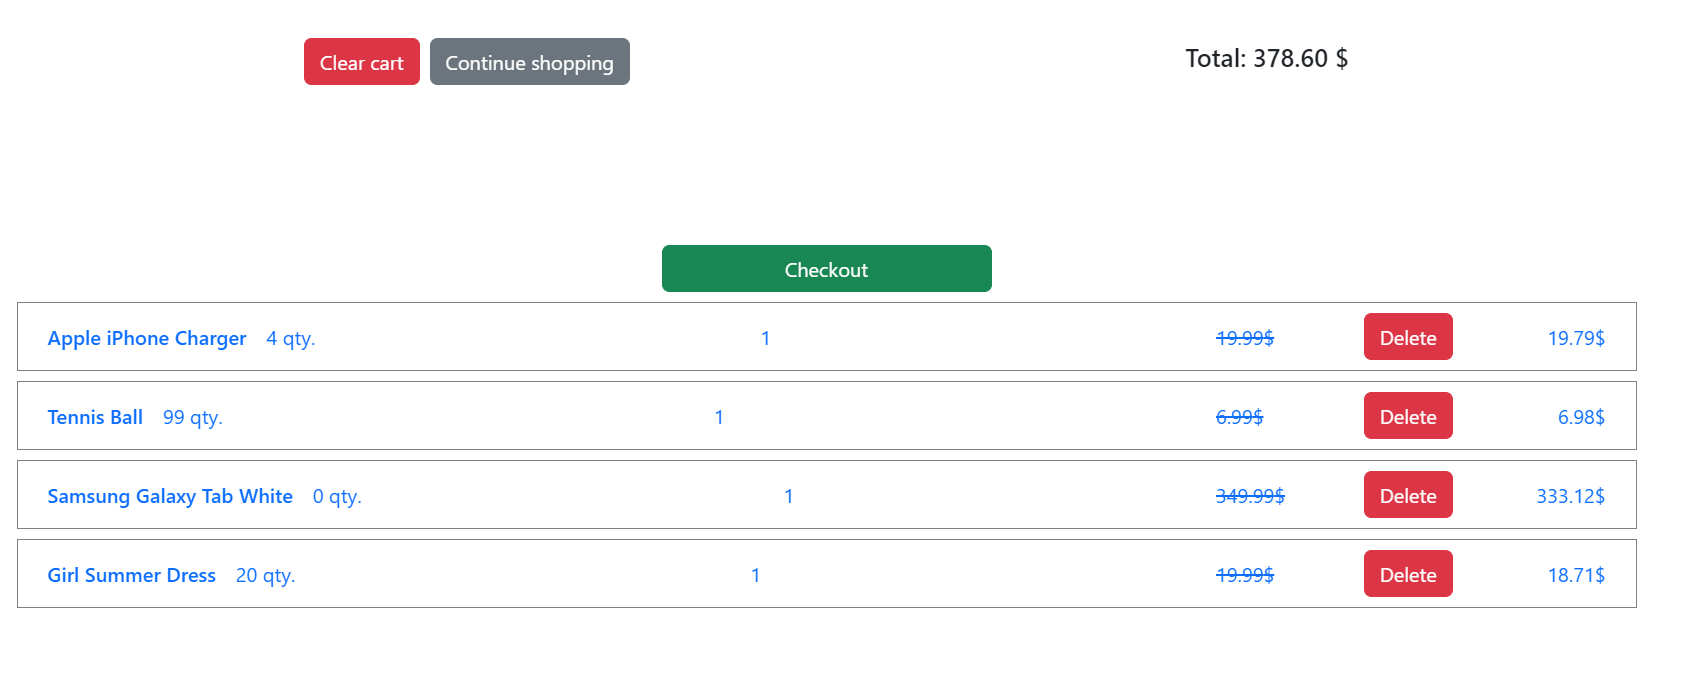 Clear cart Continue shopping Total: 378.60 $
Checkout
Apple iPhone Charger 4 qty. 1 19.99$ Delete 19.79$
Tennis Ball 99 qty. 1 6.99$ Delete 6.98$
Samsung Galaxy Tab White 0 qty. 1 349.99$ Delete 333.12$
Girl Summer Dress 20 qty. 1 19.99$ Delete 18.71$